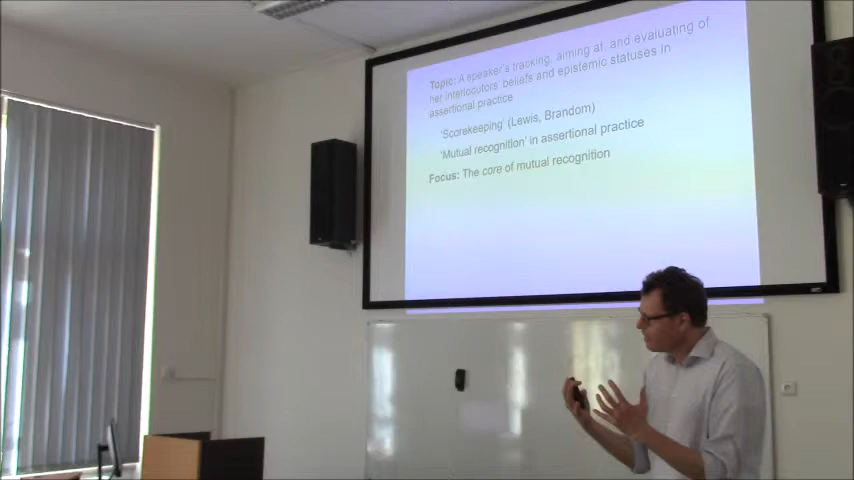 Topic: A speaker's tracking, aiming at, and evaluating of
her interlocutors' beliefs and epistemic statuses in
assertional practice
'Scorekeeping' (Lewis, Brandom)
'Mutual recognition' in assertional practice
Focus: The core of mutual recognition